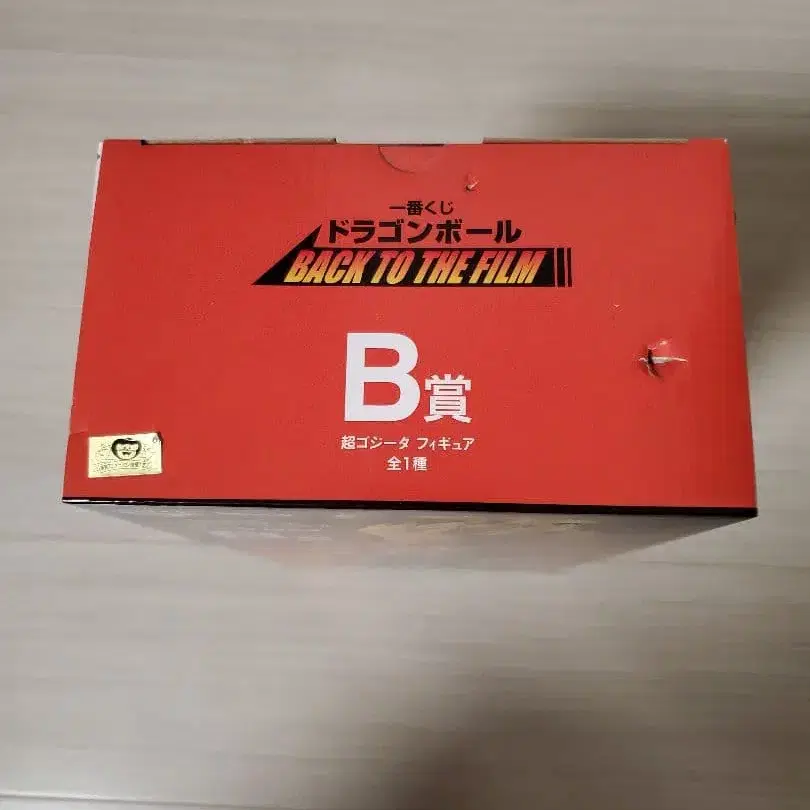 一番くじ
ドラゴンボール
BACK TO THE FILM
B賞
超ゴジータ フィギュア
全1種